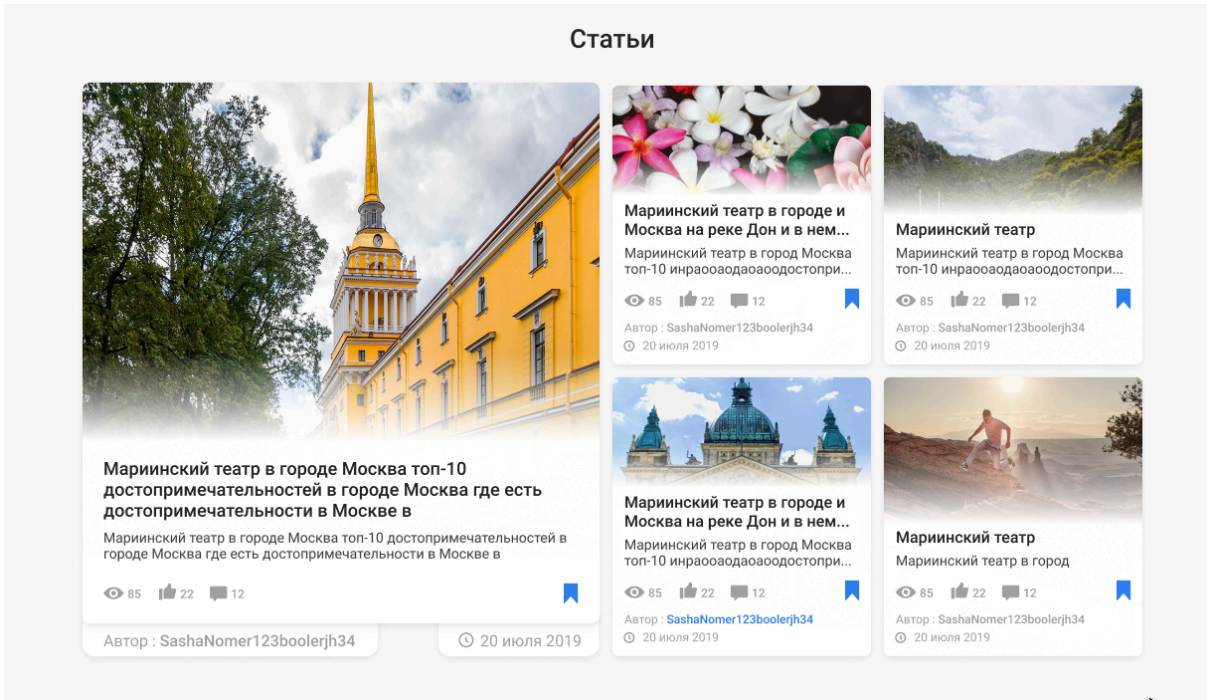 Статьи
Мариинский театр в городе Москва топ-10
достопримечательностей в городе Москва где есть
достопримечательности в Москве в
Мариинский театр в городе Москва топ-10 достопримечательностей в
городе Москва где есть достопримечательности в Москве в
85 22 12
Автор : SashaNomer123boolerjh34
20 июля 2019
Мариинский театр в городе и
Москва на реке Дон и в нем...
Мариинский театр в город Москва
топ-10 инраооаодаоаоодостопри...
85 22 12
Автор : SashaNomer123boolerjh34
20 июля 2019
Мариинский театр
Мариинский театр в город Москва
топ-10 инраооаодаоаоодостопри...
85 22 12
Автор : SashaNomer123boolerjh34
20 июля 2019
Мариинский театр в городе и
Москва на реке Дон и в нем...
Мариинский театр в город Москва
топ-10 инраооаодаоаоодостопри...
85 22 12
Автор : SashaNomer123boolerjh34
20 июля 2019
Мариинский театр
Мариинский театр в город
85 22 12
Автор : SashaNomer123boolerjh34
20 июля 2019